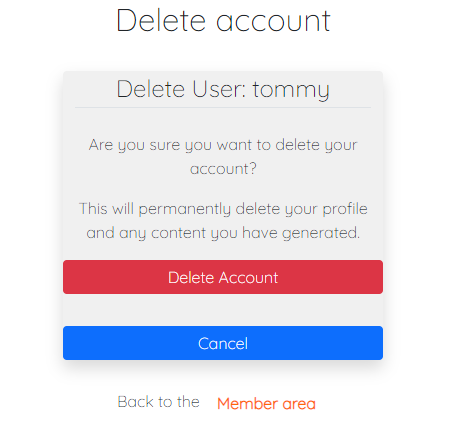 Delete account
Delete User: tommy
Are you sure you want to delete your
account?
This will permanently delete your profile
and any content you have generated.
Delete Account
Cancel
Back to the Member area